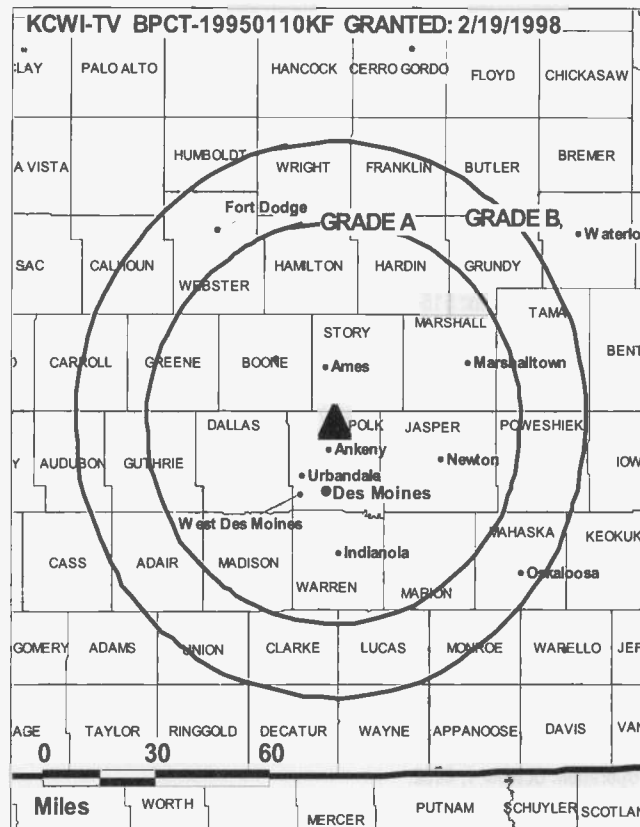 KCWI-TV BPCT-19950110KF GRANTED: 2/19/1998
CLAY PALO ALTO HANCOCK CERRO GORDO FLOYD CHICKASAW
A VISTA HUMBOLDT WRIGHT FRANKLIN BUTLER BREMER
Fort Dodge GRADE A GRADE B Waterlo
SAC CALHOUN WEBSTER HAMILTON HARDIN GRUNDY
STORY MARSHALL TAMA
CARROLL GREENE BOONE Ames Marshalltown BENT
DALLAS POLK JASPER POWESHIEK
Ankeny
AUDUBON GUTHRIE Newton IOW
Urbandale
Des Moines
West Des Moines MAHASKA KEOKUK
CASS ADAIR MADISON Indianola Oskaloosa
WARREN MARION
GOMERY ADAMS UNION CLARKE LUCAS MONROE WARELLO JEF
AGE TAYLOR RINGGOLD DECATUR WAYNE APPANOOSE DAVIS VAN
0 30 60
Miles WORTH MERCER PUTNAM SCHUYLER SCOTLAN